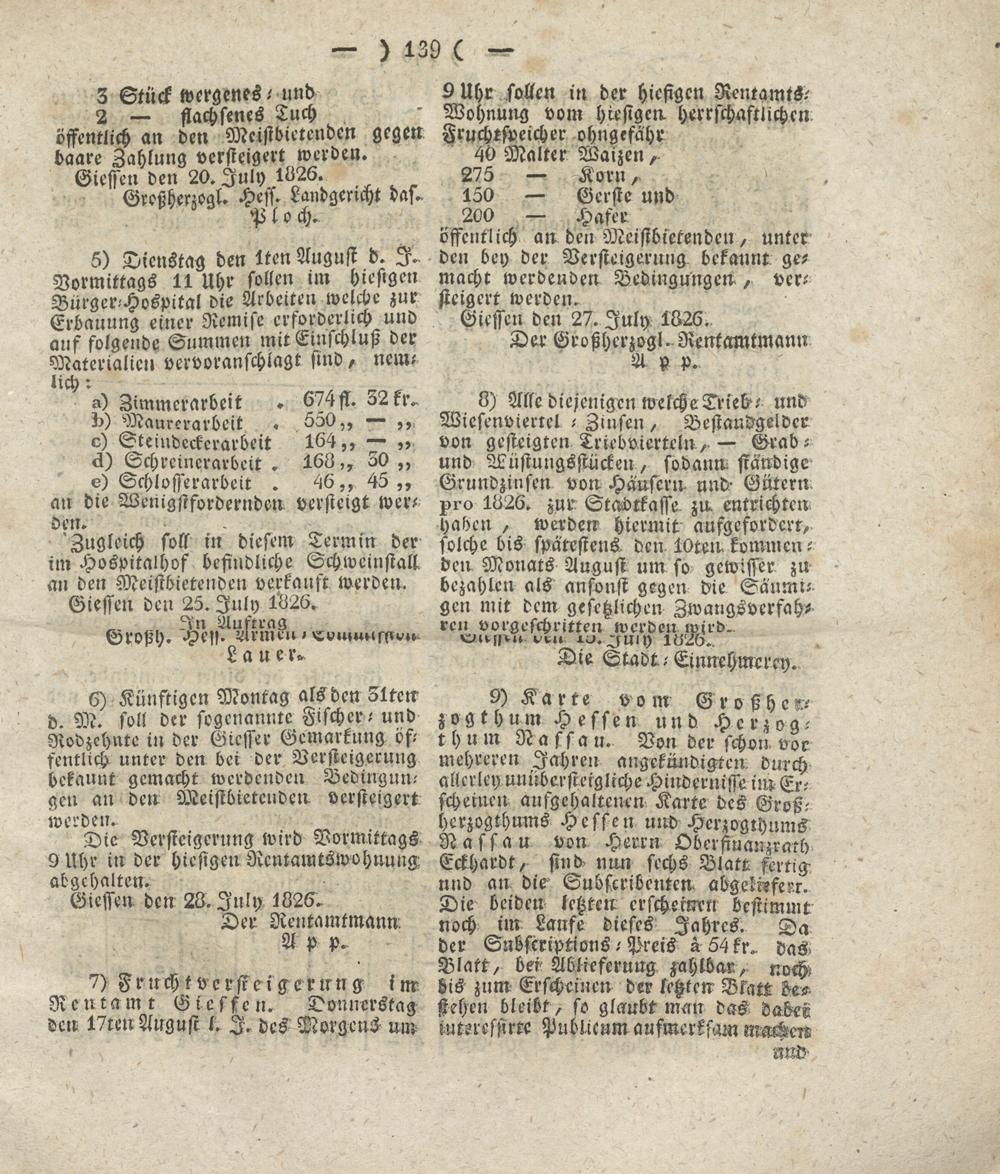 — ) 139 ( —
3 Stück wergenes- und
2 — flachsenes Tuch
öffentlich an den Meistbietenden gegen
baare Zahlung versteigert werden.
Giessen den 20. July 1826.
Großherzogl. Hess. Landgericht das.
Ploch.
5) Dienstag den 1ten August d. J.
Vormittags 11 Uhr sollen im hiesigen
Bürger-Hospital die Arbeiten welche zur
Erbauung einer Remise erforderlich und
auf folgende Summen mit Einschluß der
Materialien vervoranschlagt sind, nem-
lich:
a) Zimmerarbeit . 674 fl. 32 kr.
b) Maurerarbeit . 550 „ — „
c) Steindeckerarbeit 164 „ — „
d) Schreinerarbeit . 168 „ 30 „
e) Schlosserarbeit . 46 „ 45 „
an die Wenigstfordernden versteigt wer-
den.
Zugleich soll in diesem Termin der
im Hospitalhof befindliche Schweinstall
an den Meistbietenden verkauft werden.
Giessen den 25. July 1826.
In Auftrag
Großh. Hess. Armen-Commission
Lauer.
6) Künftigen Montag als den 31ten
d. M. soll der sogenannte Fischer- und
Rodzehnte in der Giesser Gemarkung öf-
fentlich unter den bei der Versteigerung
bekannt gemacht werdenden Bedingun-
gen an den Meistbietenden versteigert
werden.
Die Versteigerung wird Vormittags
9 Uhr in der hiesigen Rentamtswohnung
abgehalten.
Giessen den 28. July 1826.
Der Rentamtmann
App.
7) Fruchtversteigerung im
Rentamt Giessen. Donnerstag
den 17ten August l. J. des Morgens um
9 Uhr sollen in der hiesigen Rentamts-
Wohnung vom hiesigen herrschaftlichen
Fruchtspeicher ohngefähr
40 Malter Waizen,
275 — Korn,
150 — Gerste und
200 — Hafer
öffentlich an den Meistbietenden, unter
den bey der Versteigerung bekannt ge-
macht werdenden Bedingungen, ver-
steigert werden.
Giessen den 27. July 1826.
Der Großherzogl. Rentamtmann
App.
8) Alle diejenigen welche Trieb- und
Wiesenviertel-Zinsen, Bestandgelder
von gesteigten Triebvierteln, — Grab-
und Wüstungsstücken, sodann ständige
Grundzinsen von Häusern und Gütern
pro 1826. zur Stadtkasse zu entrichten
haben, werden hiermit aufgefordert,
solche bis spätestens den 10ten kommen-
den Monats August um so gewisser zu
bezahlen als ansonst gegen die Säumi-
gen mit dem gesetzlichen Zwangsverfah-
ren vorgeschritten werden wird.
Giessen den July 1826.
Die Stadt-Einnehmerey.
9) Karte vom Großher-
zogthum Hessen und Herzog-
thum Nassau. Von der schon vor
mehreren Jahren angekündigten durch
allerley unübersteigliche Hindernisse im Er-
scheinen aufgehaltenen Karte des Groß-
herzogthums Hessen und Herzogthums
Nassau von Herrn Oberfinanzrath
Eckhardt, sind nun sechs Blatt fertig
und an die Subscribenten abgeliefert.
Die beiden letzten erscheinen bestimmt
noch im Laufe dieses Jahres. Da
der Subscriptions-Preis à 54 kr. das
Blatt, bei Ablieferung zahlbar, noch
bis zum Erscheinen der letzten Blatt be-
stehen bleibt, so glaubt man das dabei
interessirte Publicum aufmerksam machen
und